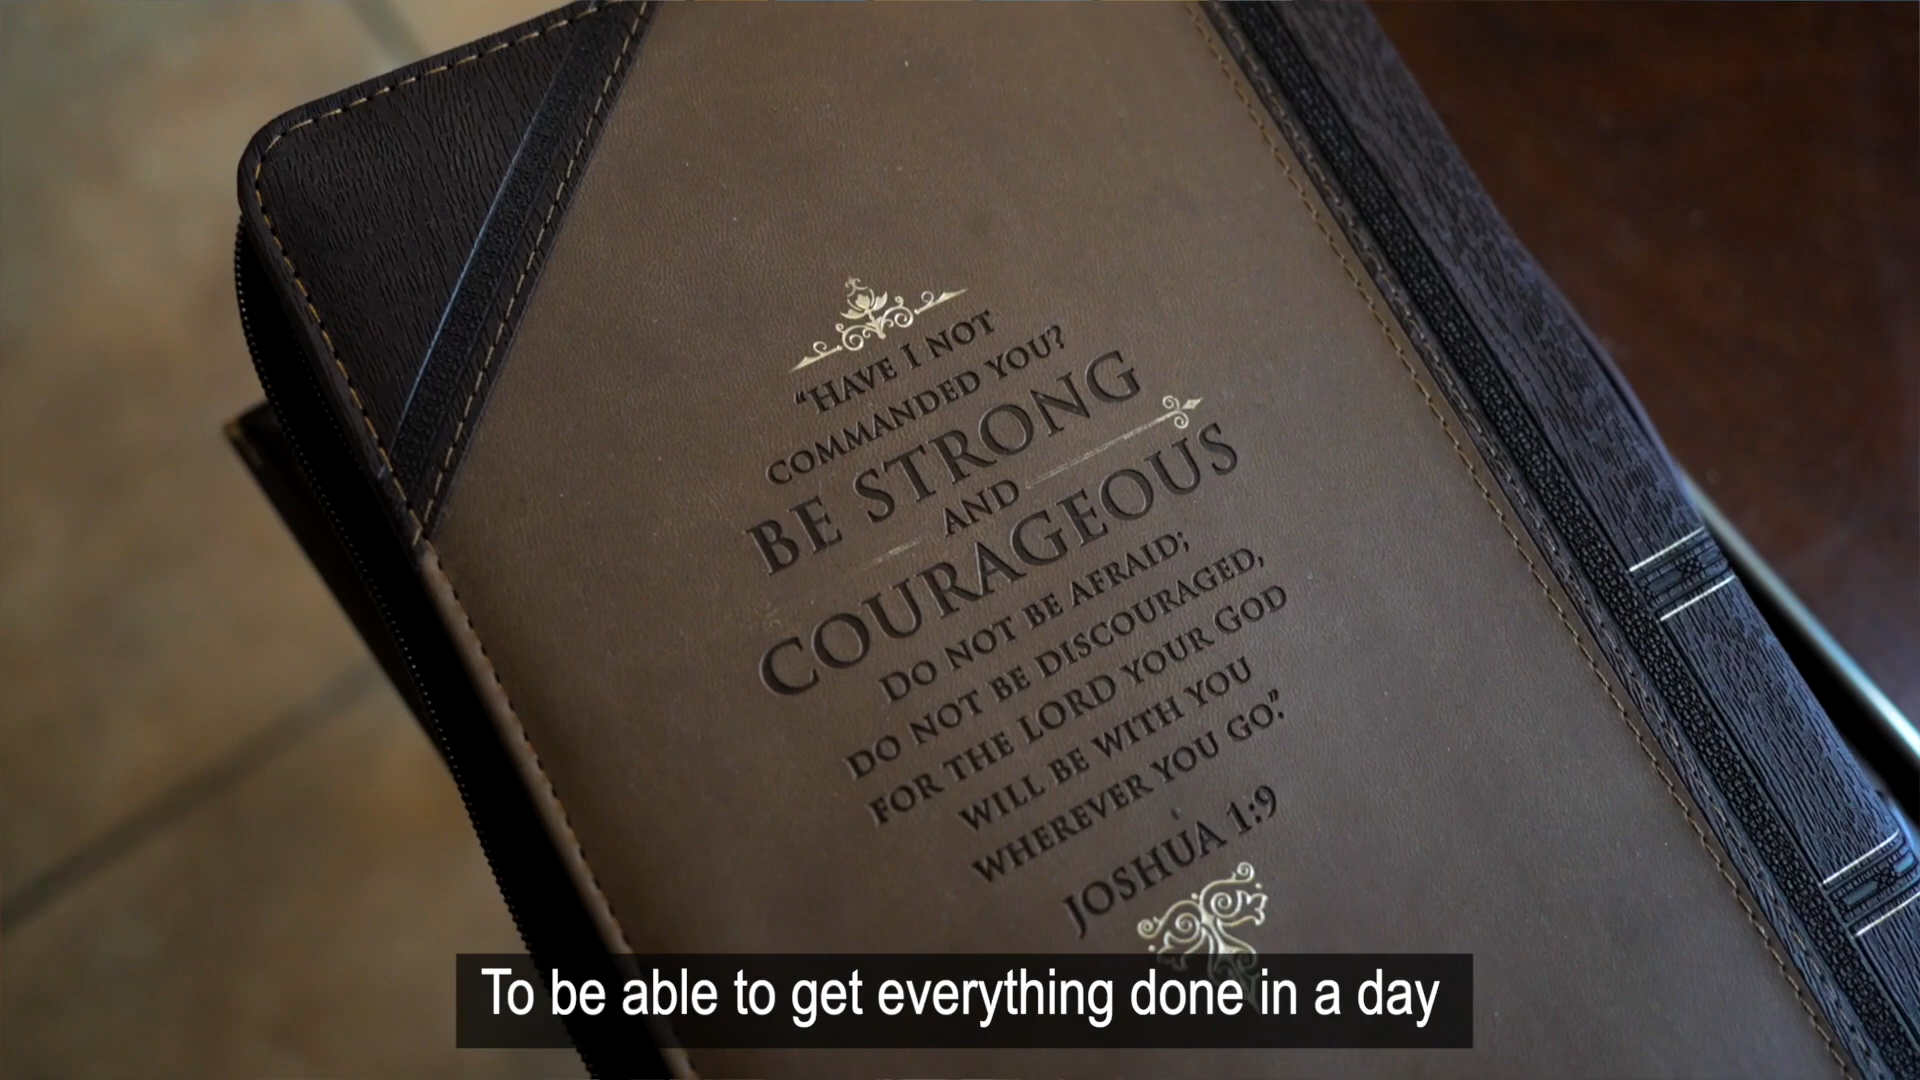 “HAVE I NOT
COMMANDED YOU?
BE STRONG
AND
COURAGEOUS
DO NOT BE AFRAID;
DO NOT BE DISCOURAGED,
FOR THE LORD YOUR GOD
WILL BE WITH YOU
WHEREVER YOU GO.”
JOSHUA 1:9
To be able to get everything done in a day